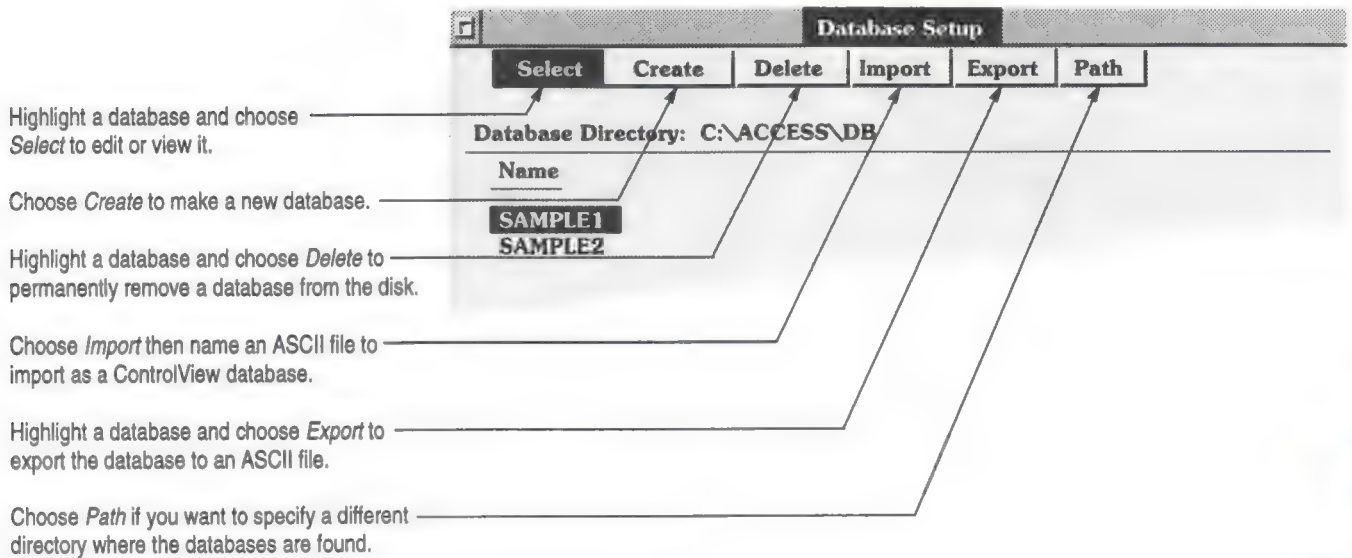 Database Setup
Select Create Delete Import Export Path
Highlight a database and choose
Select to edit or view it.
Database Directory: C:\ACCESS\DB
Name
Choose Create to make a new database.
SAMPLE1
SAMPLE2
Highlight a database and choose Delete to
permanently remove a database from the disk.
Choose Import then name an ASCII file to
import as a ControlView database.
Highlight a database and choose Export to
export the database to an ASCII file.
Choose Path if you want to specify a different
directory where the databases are found.